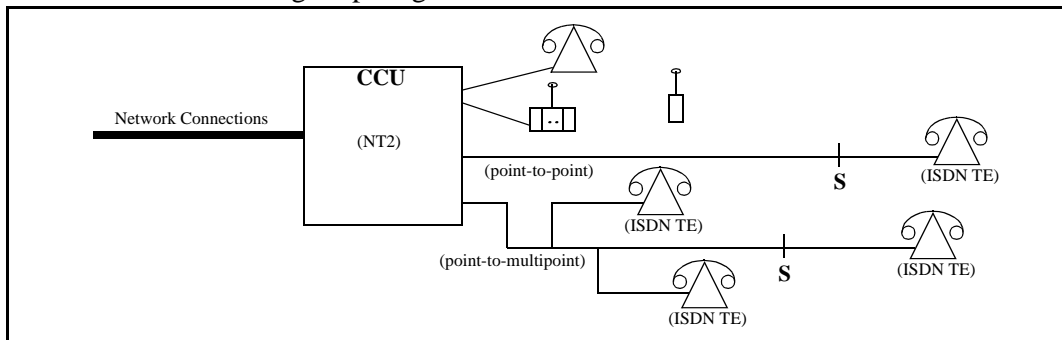 CCU
Network Connections
(NT2)
(point-to-point)
S
(ISDN TE)
(ISDN TE)
(point-to-multipoint)
S
(ISDN TE)
(ISDN TE)